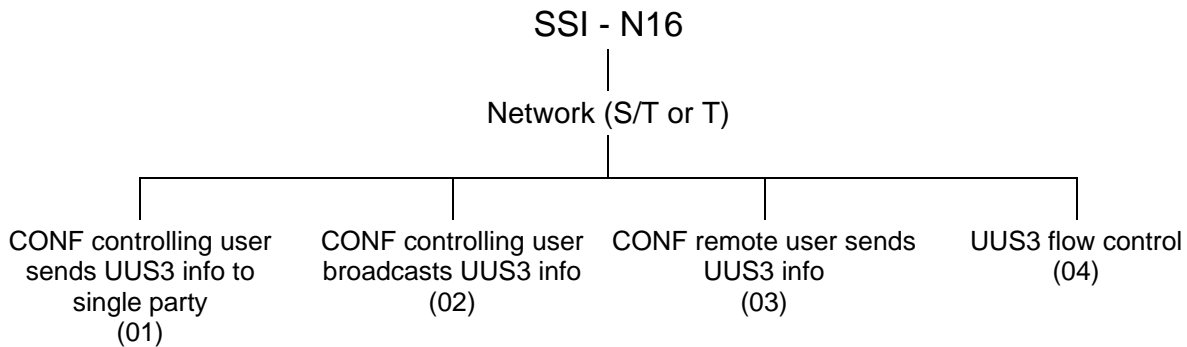 SSI - N16
Network (S/T or T)
CONF controlling user
sends UUS3 info to
single party
(01)
CONF controlling user
broadcasts UUS3 info
(02)
CONF remote user sends
UUS3 info
(03)
UUS3 flow control
(04)